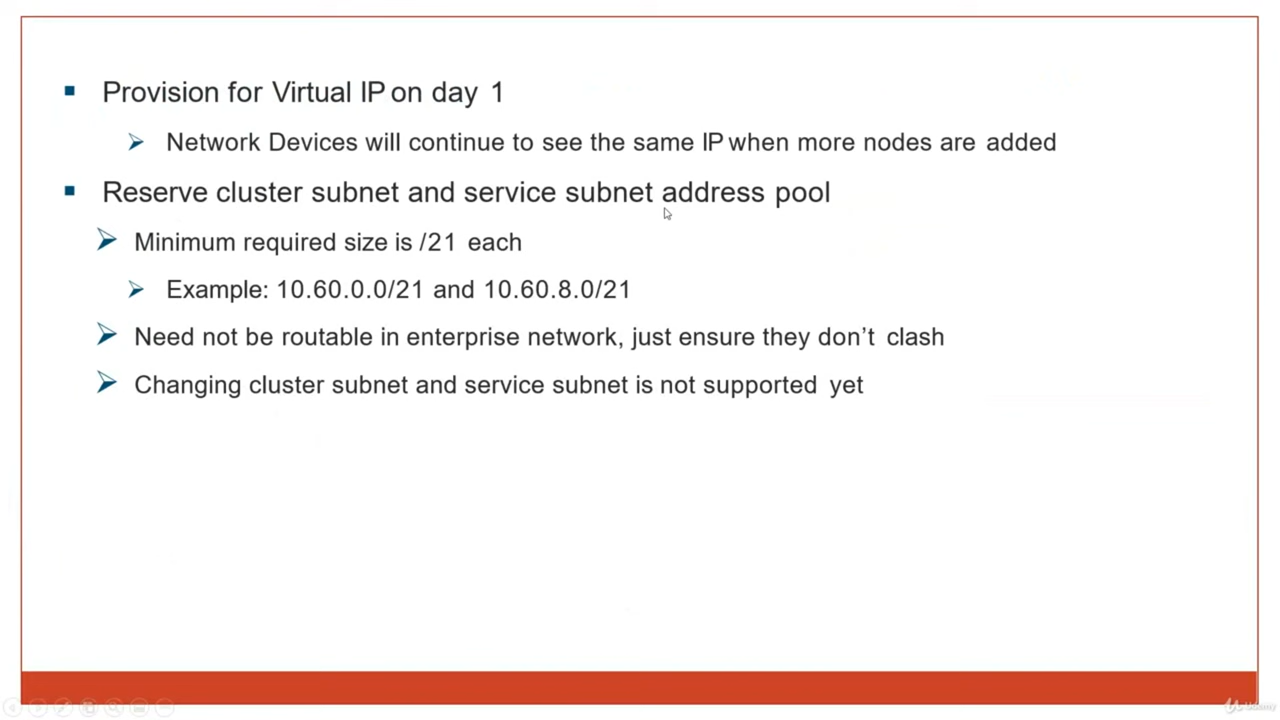 Provision for Virtual IP on day 1
Network Devices will continue to see the same IP when more nodes are added
Reserve cluster subnet and service subnet address pool
Minimum required size is /21 each
Example: 10.60.0.0/21 and 10.60.8.0/21
Need not be routable in enterprise network, just ensure they don’t clash
Changing cluster subnet and service subnet is not supported yet
Udemy